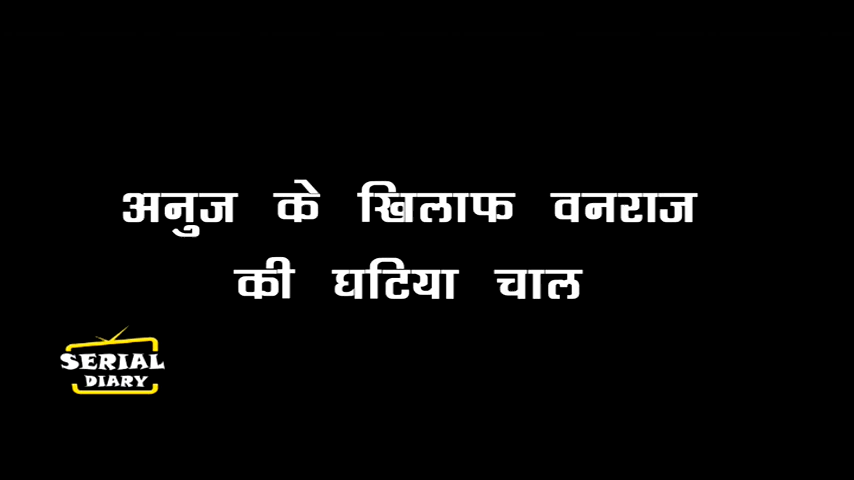 अनुज के खिलाफ वनराज
की घटिया चाल
SERIAL
DIARY